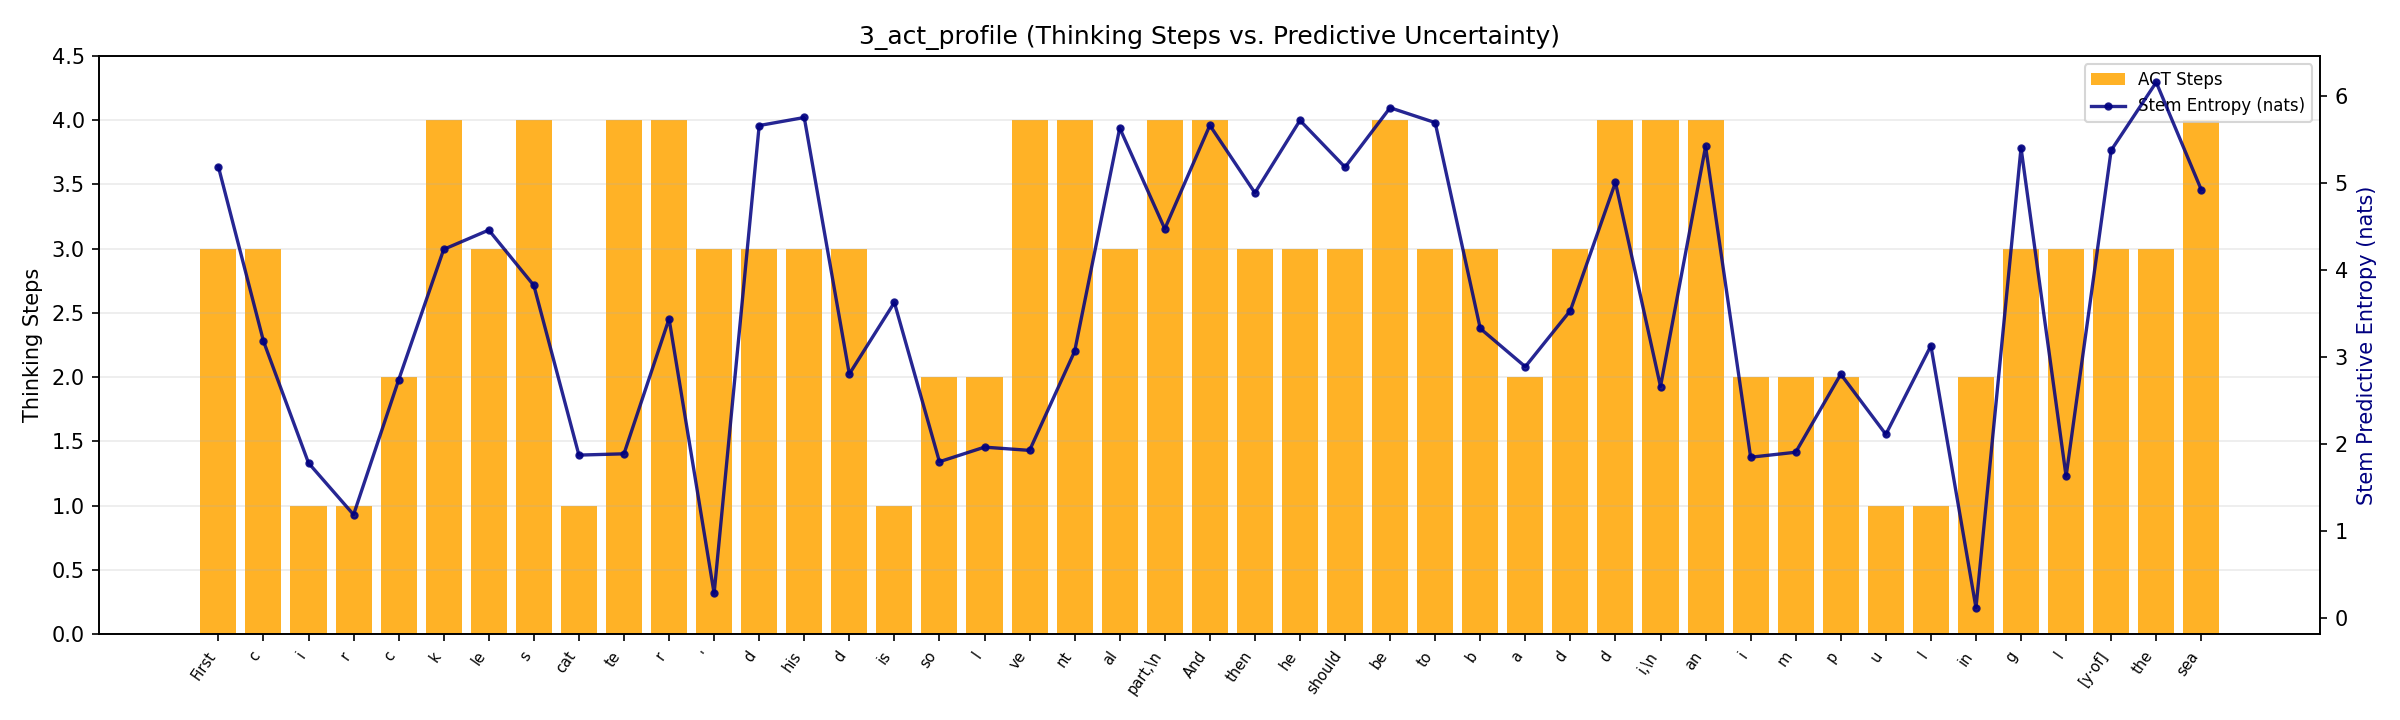 3_act_profile (Thinking Steps vs. Predictive Uncertainty)
Thinking Steps
4.5
4.0
3.5
3.0
2.5
2.0
1.5
1.0
0.5
0.0
ACT Steps
Stem Entropy (nats)
6
5
4
3
2
1
0
Stem Predictive Entropy (nats)
First
c
i
r
c
k
le
s
cat
te
r
'
d
his
d
is
so
l
ve
nt
al
part,\n
And
then
he
should
be
to
b
a
d
d
i,\n
an
i
m
p
u
l
in
g
l
[y·of]
the
sea